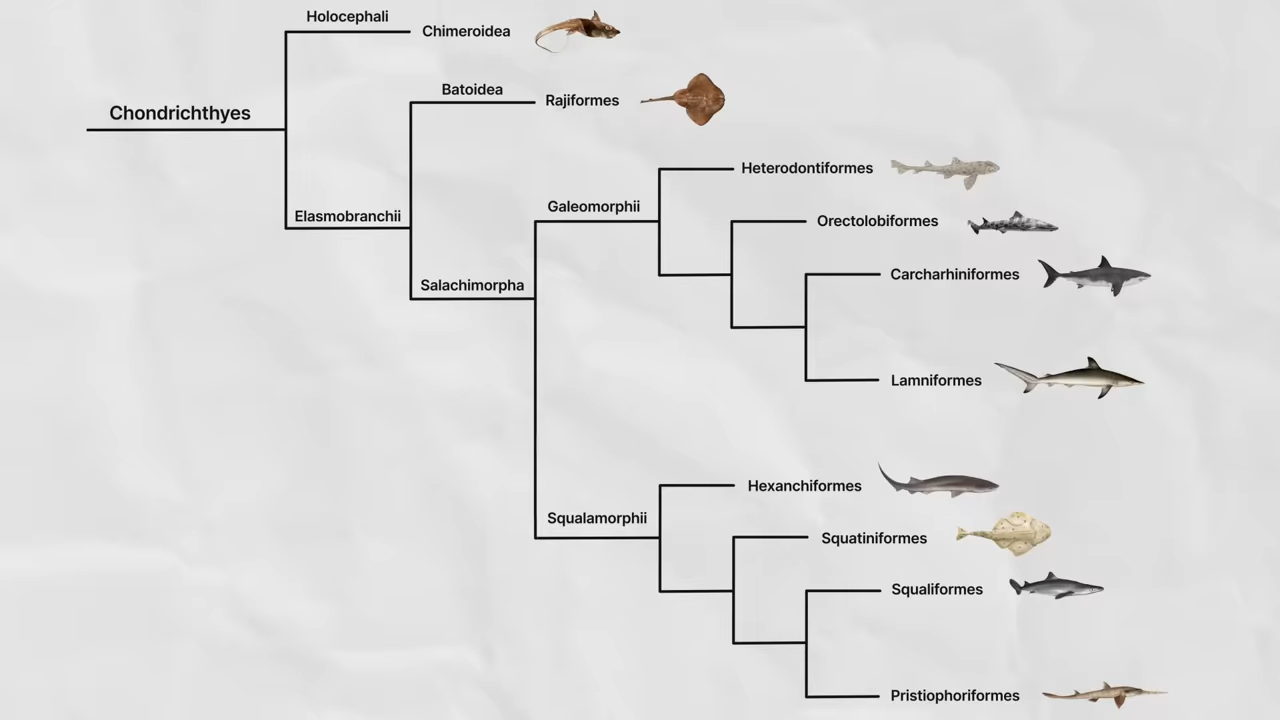 Holocephali
Chimeroidea
Batoidea
Rajiformes
Chondrichthyes
Heterodontiformes
Galeomorphii
Elasmobranchii
Orectolobiformes
Carcharhiniformes
Salachimorpha
Lamniformes
Hexanchiformes
Squalamorphii
Squatiniformes
Squaliformes
Pristiophoriformes